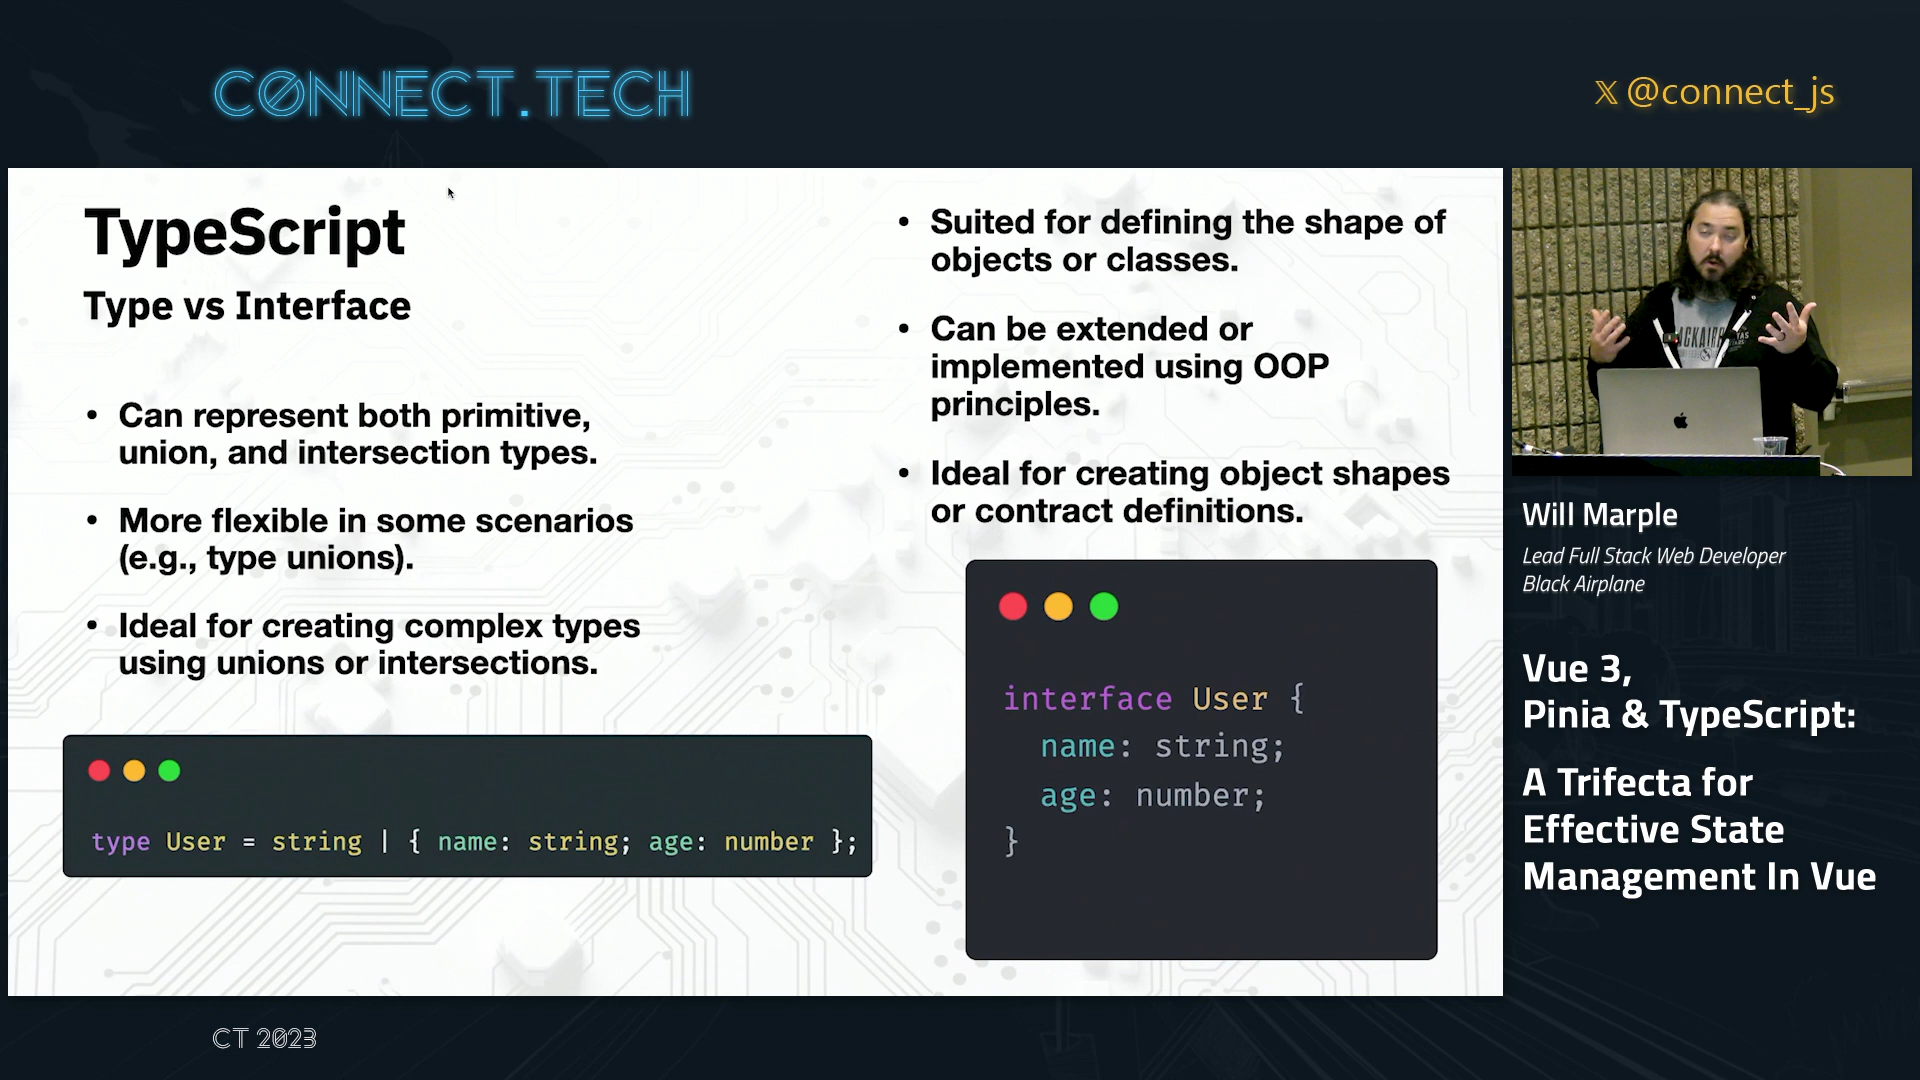 CONNECT.TECH
𝕏 @connect_js
TypeScript
Type vs Interface
• Can represent both primitive,
union, and intersection types.
• More flexible in some scenarios
(e.g., type unions).
• Ideal for creating complex types
using unions or intersections.
type User = string | { name: string; age: number };
• Suited for defining the shape of
objects or classes.
• Can be extended or
implemented using OOP
principles.
• Ideal for creating object shapes
or contract definitions.
interface User {
name: string;
age: number;
}
Will Marple
Lead Full Stack Web Developer
Black Airplane
Vue 3,
Pinia & TypeScript:
A Trifecta for
Effective State
Management In Vue
CT 2023